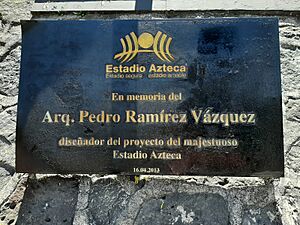 Estadio Azteca
Estadio seguro estadio amable
En memoria del
Arq. Pedro Ramírez Vázquez
diseñador del proyecto del majestuoso
Estadio Azteca
16.04.2013